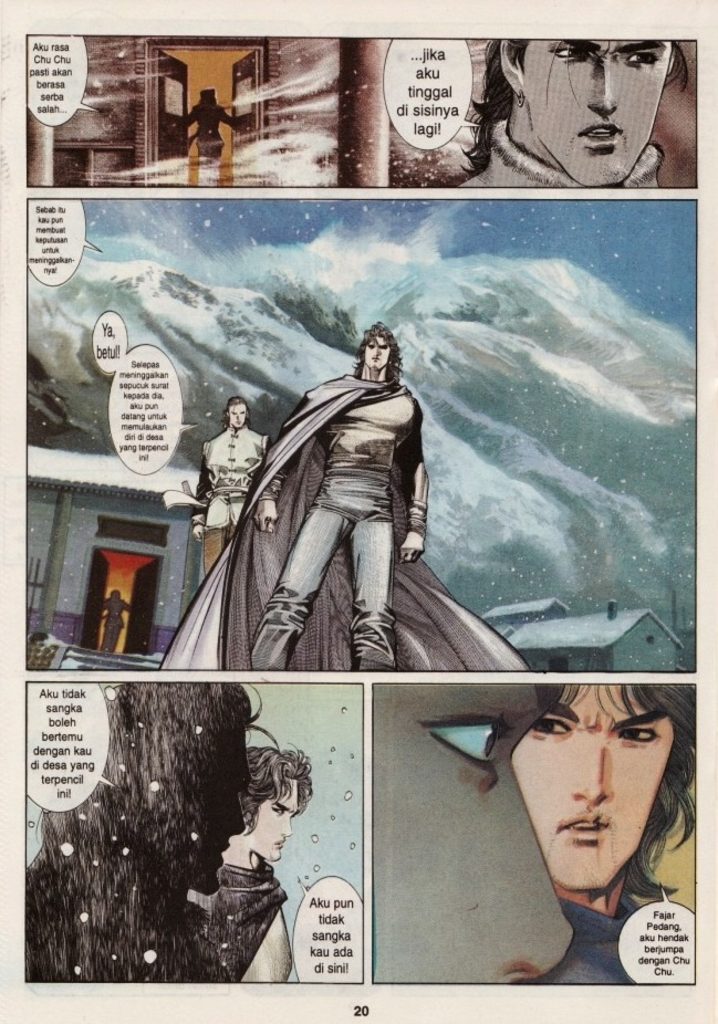 Aku rasa
Chu Chu
pasti akan
berasa
serba
salah...
...jika
aku
tinggal
di sisinya
lagi!
Sebab itu
kau pun
membuat
keputusan
untuk
meninggalkan-
nya!
Ya,
betul!
Selepas
meninggalkan
sepucuk surat
kepada dia,
aku pun
datang untuk
memulaukan
diri di desa
yang terpencil
ini!
Aku tidak
sangka
boleh
bertemu
dengan kau
di desa yang
terpencil
ini!
Aku pun
tidak
sangka
kau ada
di sini!
Fajar
Pedang,
aku hendak
berjumpa
dengan Chu
Chu.
20